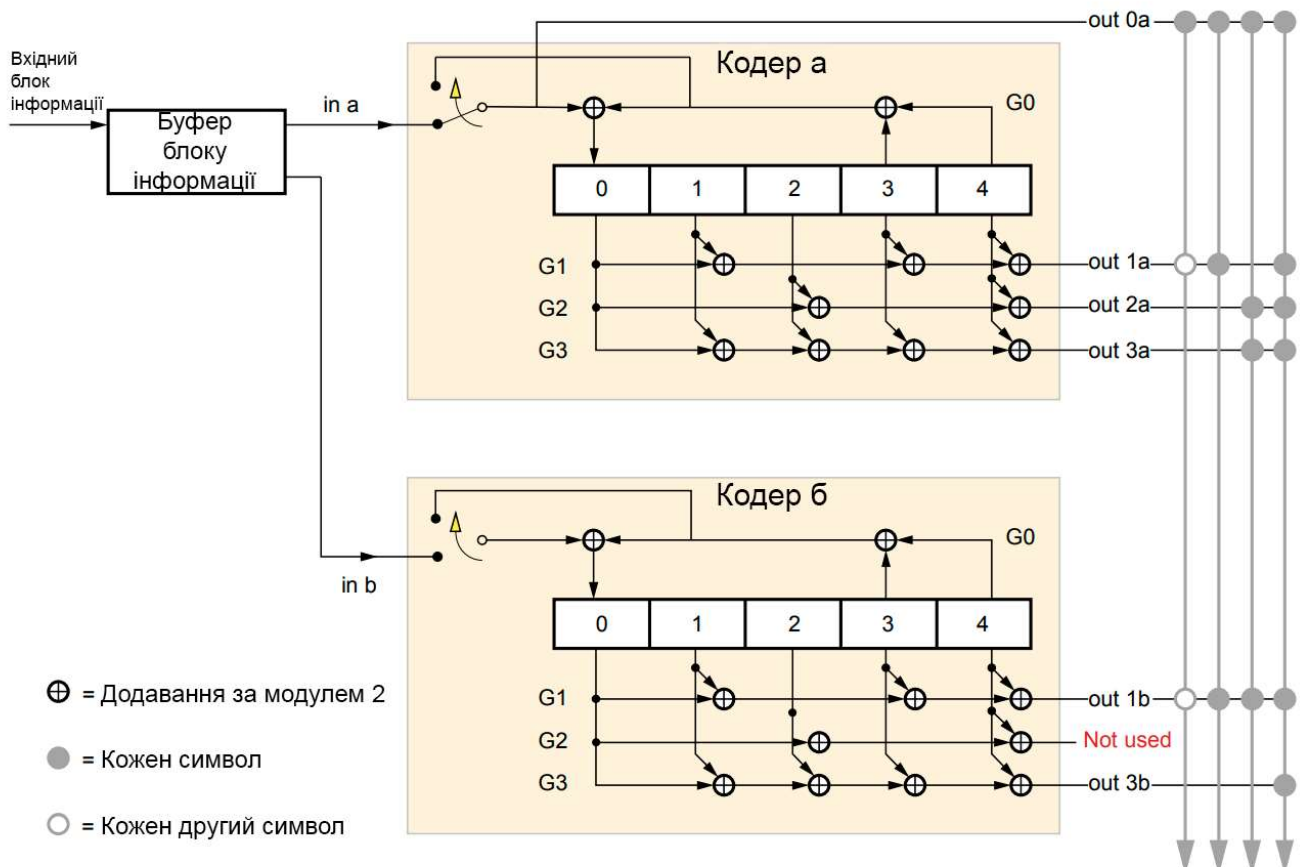 out 0a
Вхідний
блок
інформації
Кодер а
in a
G0
Буфер
блоку
інформації
0 1 2 3 4
G1
out 1a
G2
out 2a
G3
out 3a
Кодер б
G0
in b
0 1 2 3 4
= Додавання за модулем 2
G1
out 1b
G2
Not used
= Кожен символ
G3
out 3b
= Кожен другий символ